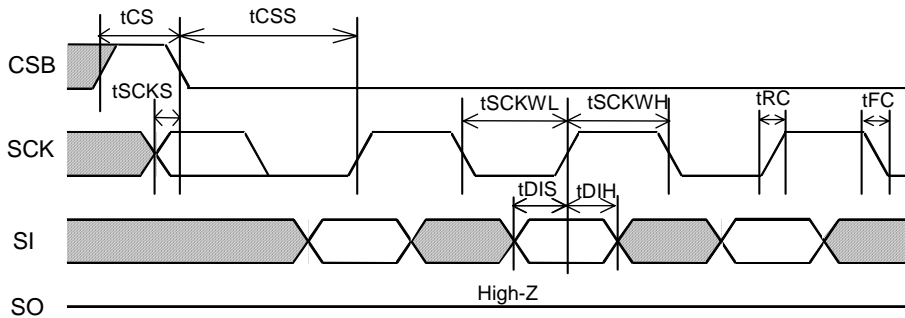 tCS tCSS
CSB
tSCKS tSCKWL tSCKWH tRC tFC
SCK
tDIS tDIH
SI
High-Z
SO